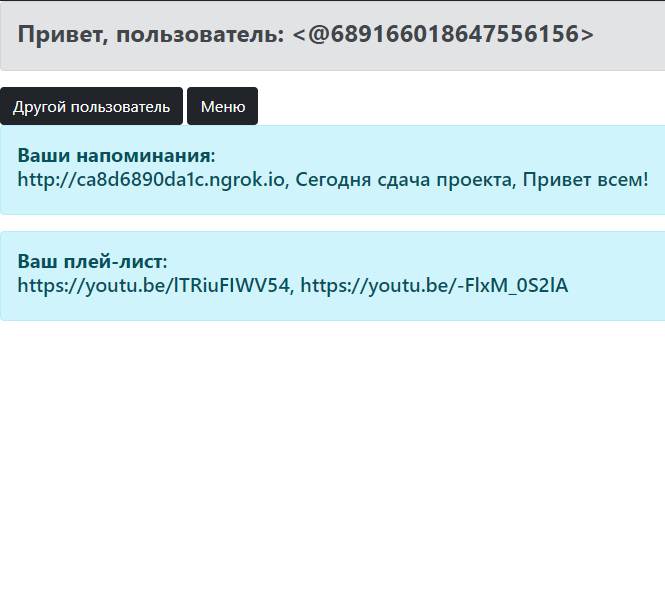 Привет, пользователь: <@689166018647556156>
Другой пользователь Меню
Ваши напоминания:
http://ca8d6890da1c.ngrok.io, Сегодня сдача проекта, Привет всем!
Ваш плей-лист:
https://youtu.be/lTRiuFIWV54, https://youtu.be/-FlxM_0S2lA